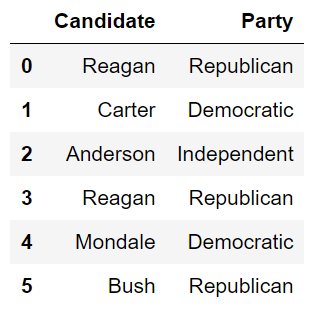 Candidate Party
0 Reagan Republican
1 Carter Democratic
2 Anderson Independent
3 Reagan Republican
4 Mondale Democratic
5 Bush Republican